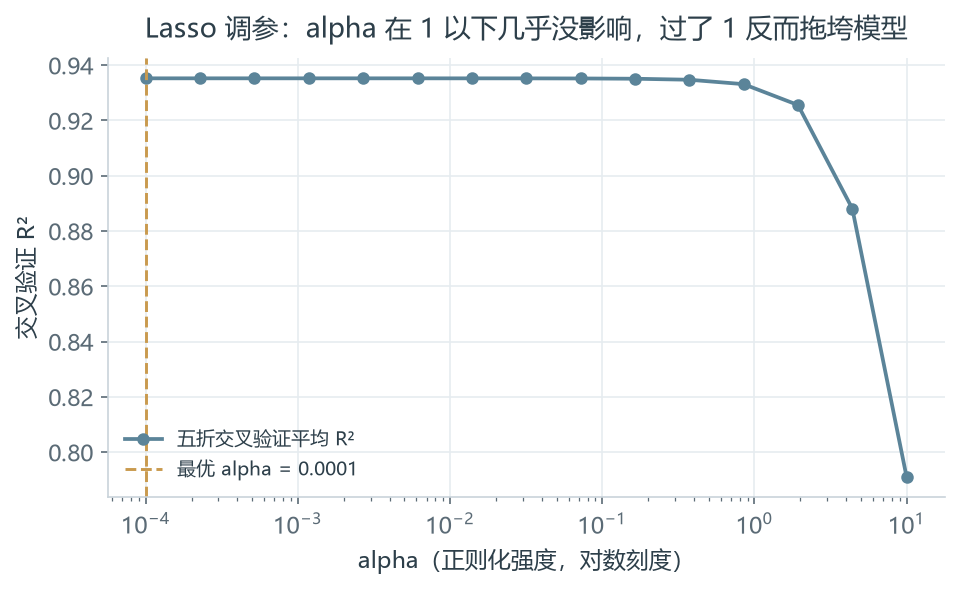 Lasso 调参：alpha 在 1 以下几乎没影响，过了 1 反而拖垮模型
交叉验证 R²
0.94
0.92
0.90
0.88
0.86
0.84
0.82
0.80
五折交叉验证平均 R²
最优 alpha = 0.0001
10⁻⁴
10⁻³
10⁻²
10⁻¹
10⁰
10¹
alpha（正则化强度，对数刻度）